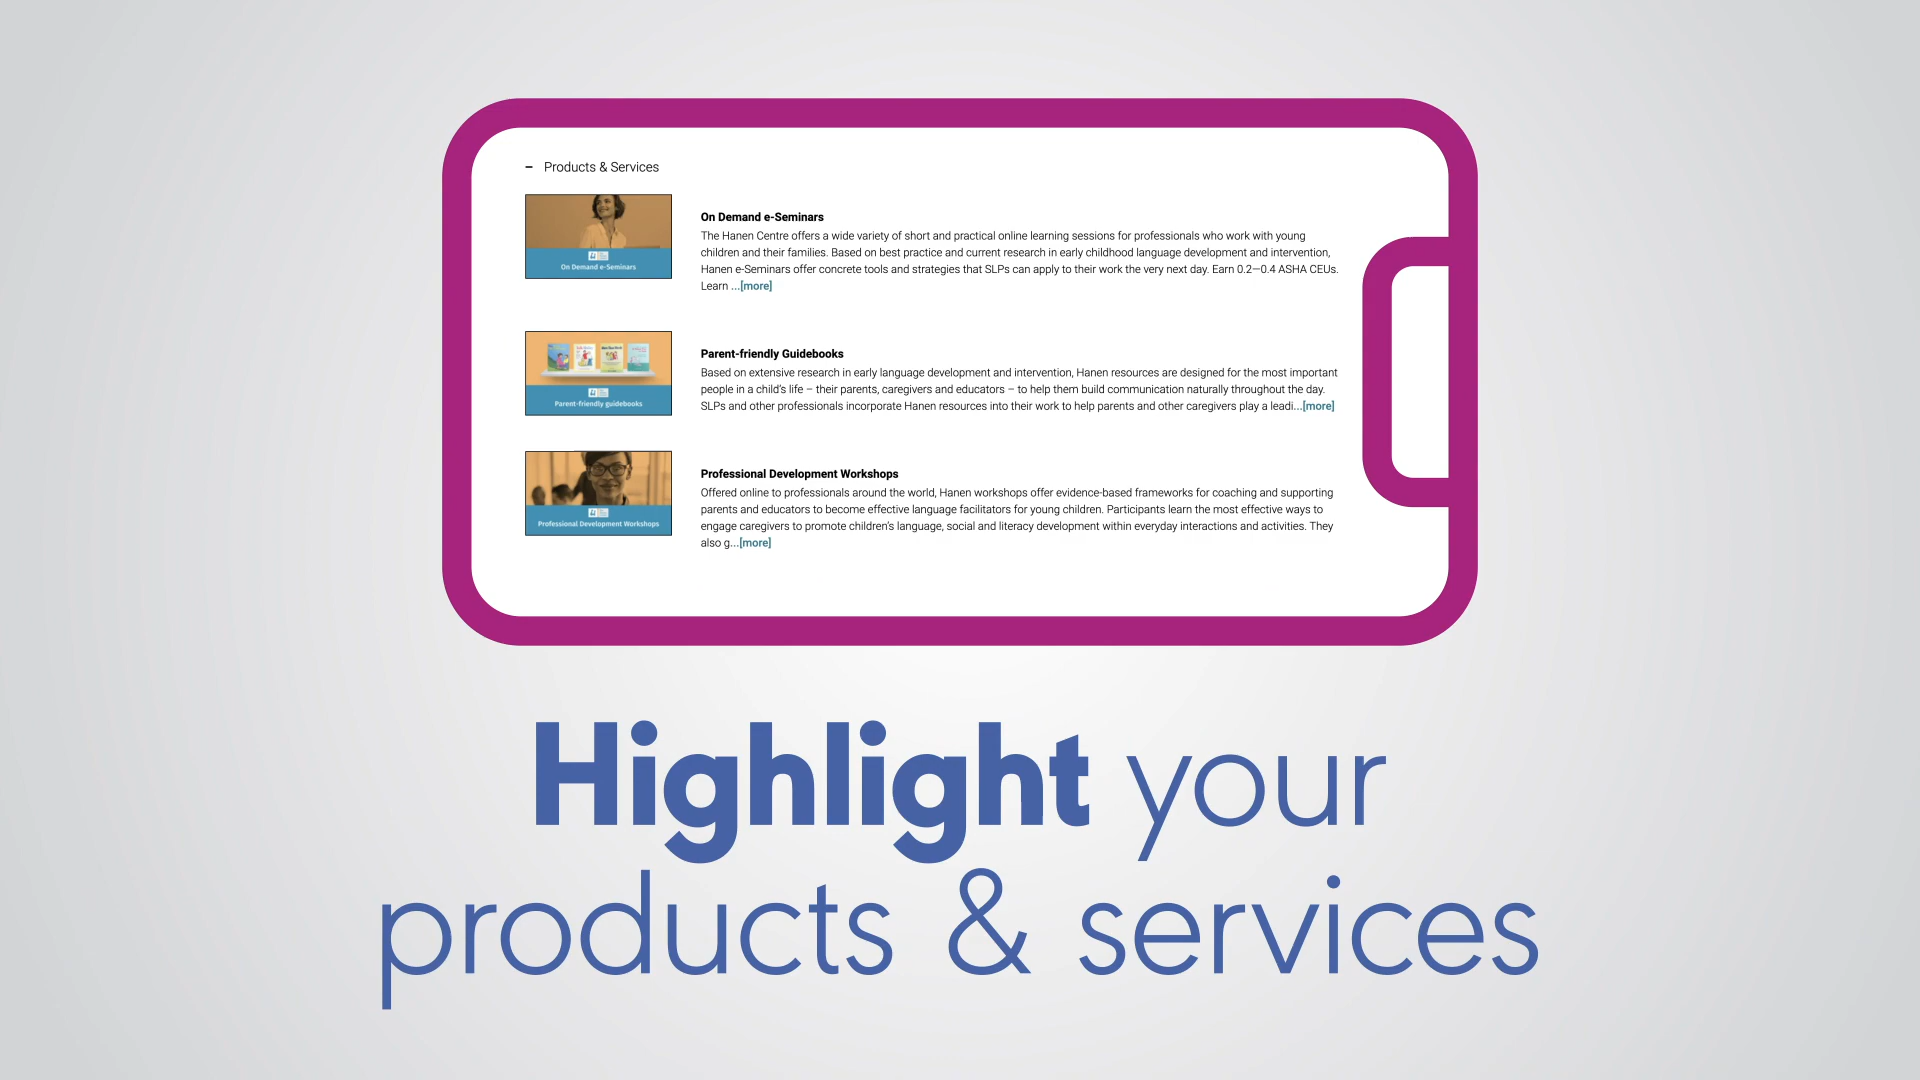 – Products & Services
On Demand e-Seminars
On Demand e-Seminars
The Hanen Centre offers a wide variety of short and practical online learning sessions for professionals who work with young
children and their families. Based on best practice and current research in early childhood language development and intervention,
Hanen e-Seminars offer concrete tools and strategies that SLPs can apply to their work the very next day. Earn 0.2—0.4 ASHA CEUs.
Learn ...[more]
Parent-friendly guidebooks
Parent-friendly Guidebooks
Based on extensive research in early language development and intervention, Hanen resources are designed for the most important
people in a child's life – their parents, caregivers and educators – to help them build communication naturally throughout the day.
SLPs and other professionals incorporate Hanen resources into their work to help parents and other caregivers play a leadi...[more]
Professional Development Workshops
Professional Development Workshops
Offered online to professionals around the world, Hanen workshops offer evidence-based frameworks for coaching and supporting
parents and educators to become effective language facilitators for young children. Participants learn the most effective ways to
engage caregivers to promote children's language, social and literacy development within everyday interactions and activities. They
also g...[more]
Highlight your
products & services